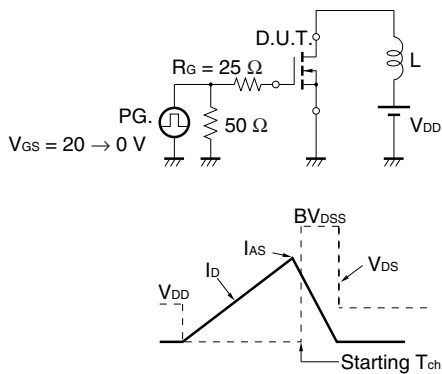 D.U.T.
RG = 25 Ω
L
PG.
50 Ω
VDD
VGS = 20 → 0 V
BVDSS
IAS
ID
VDS
VDD
Starting Tch